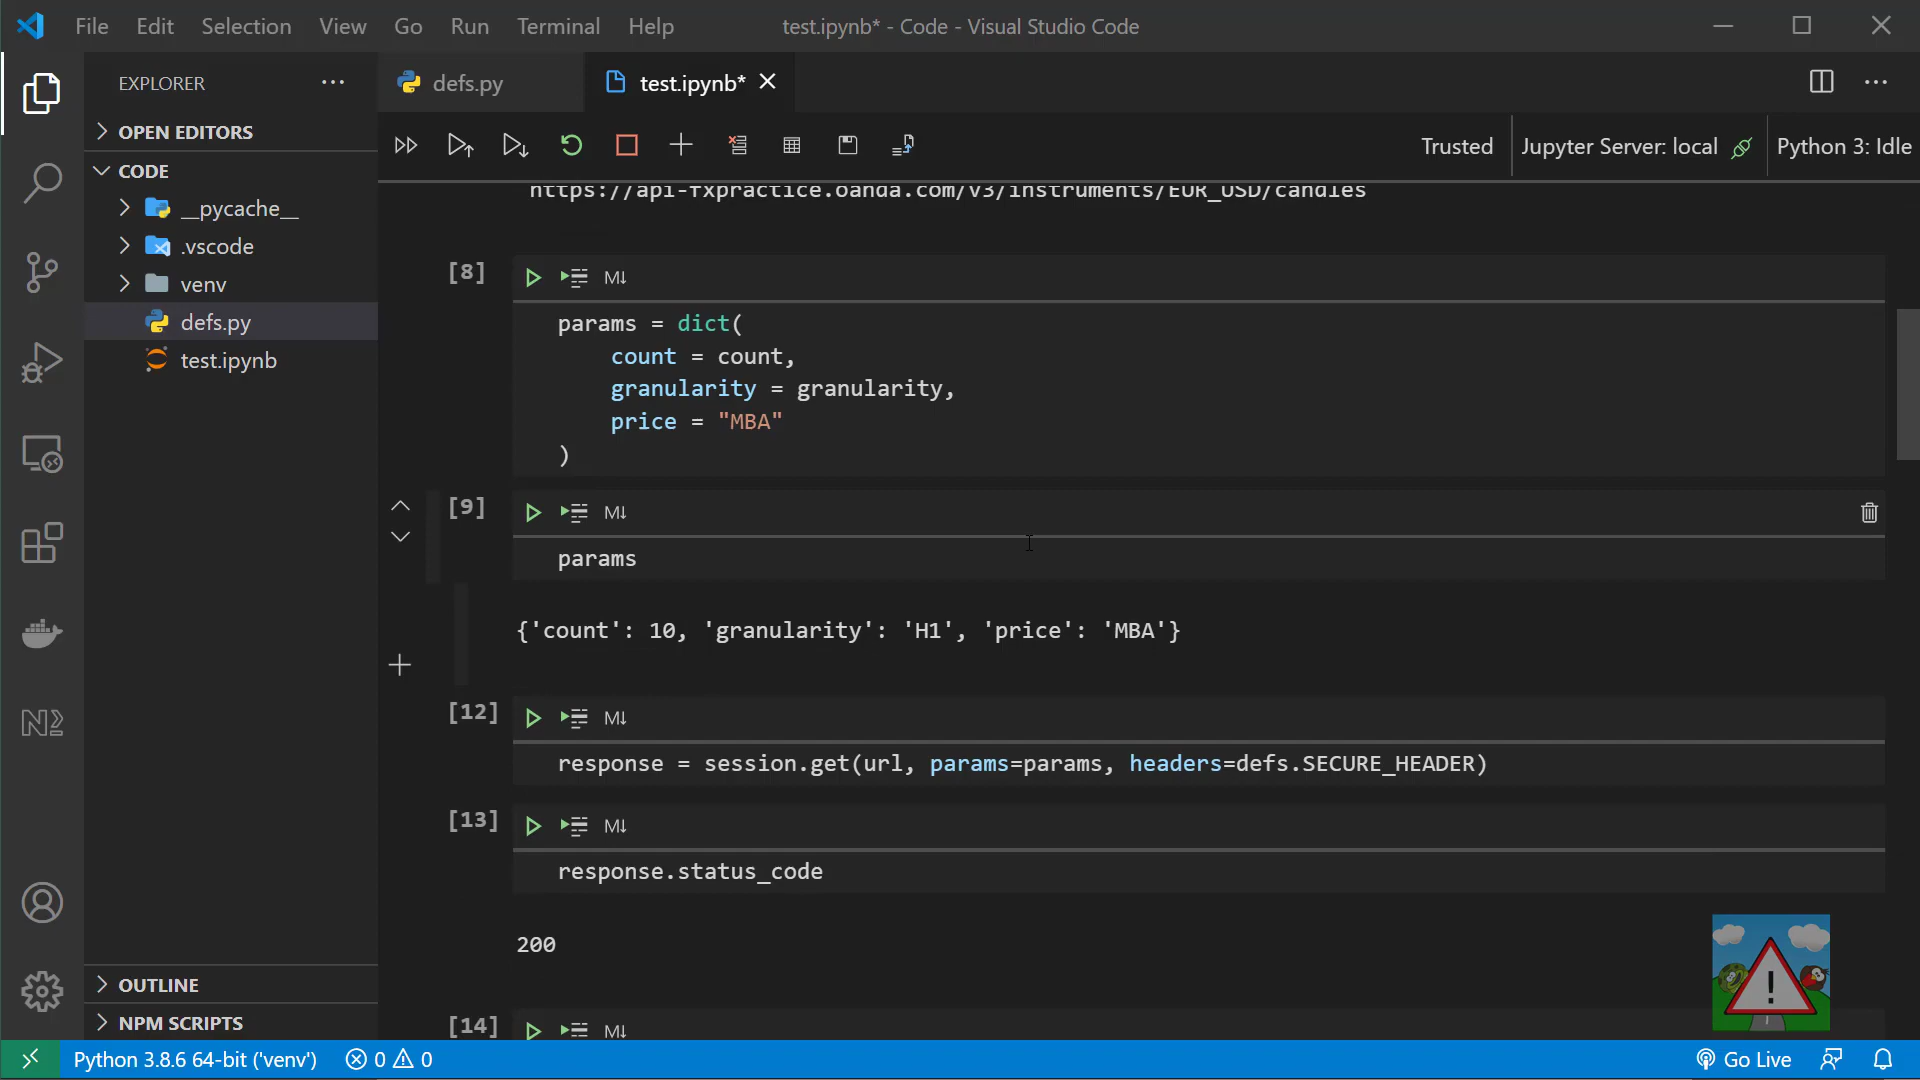 File Edit Selection View Go Run Terminal Help
test.ipynb* - Code - Visual Studio Code
EXPLORER
OPEN EDITORS
CODE
__pycache__
.vscode
venv
defs.py
test.ipynb
OUTLINE
NPM SCRIPTS
defs.py
test.ipynb*
Trusted
Jupyter Server: local
Python 3: Idle
https://api-fxpractice.oanda.com/v3/instruments/EUR_USD/candles
[8]
M↓
params = dict(
count = count,
granularity = granularity,
price = "MBA"
)
[9]
M↓
params
{'count': 10, 'granularity': 'H1', 'price': 'MBA'}
[12]
M↓
response = session.get(url, params=params, headers=defs.SECURE_HEADER)
[13]
M↓
response.status_code
200
[14]
M↓
!
Python 3.8.6 64-bit ('venv')
0
0
Go Live